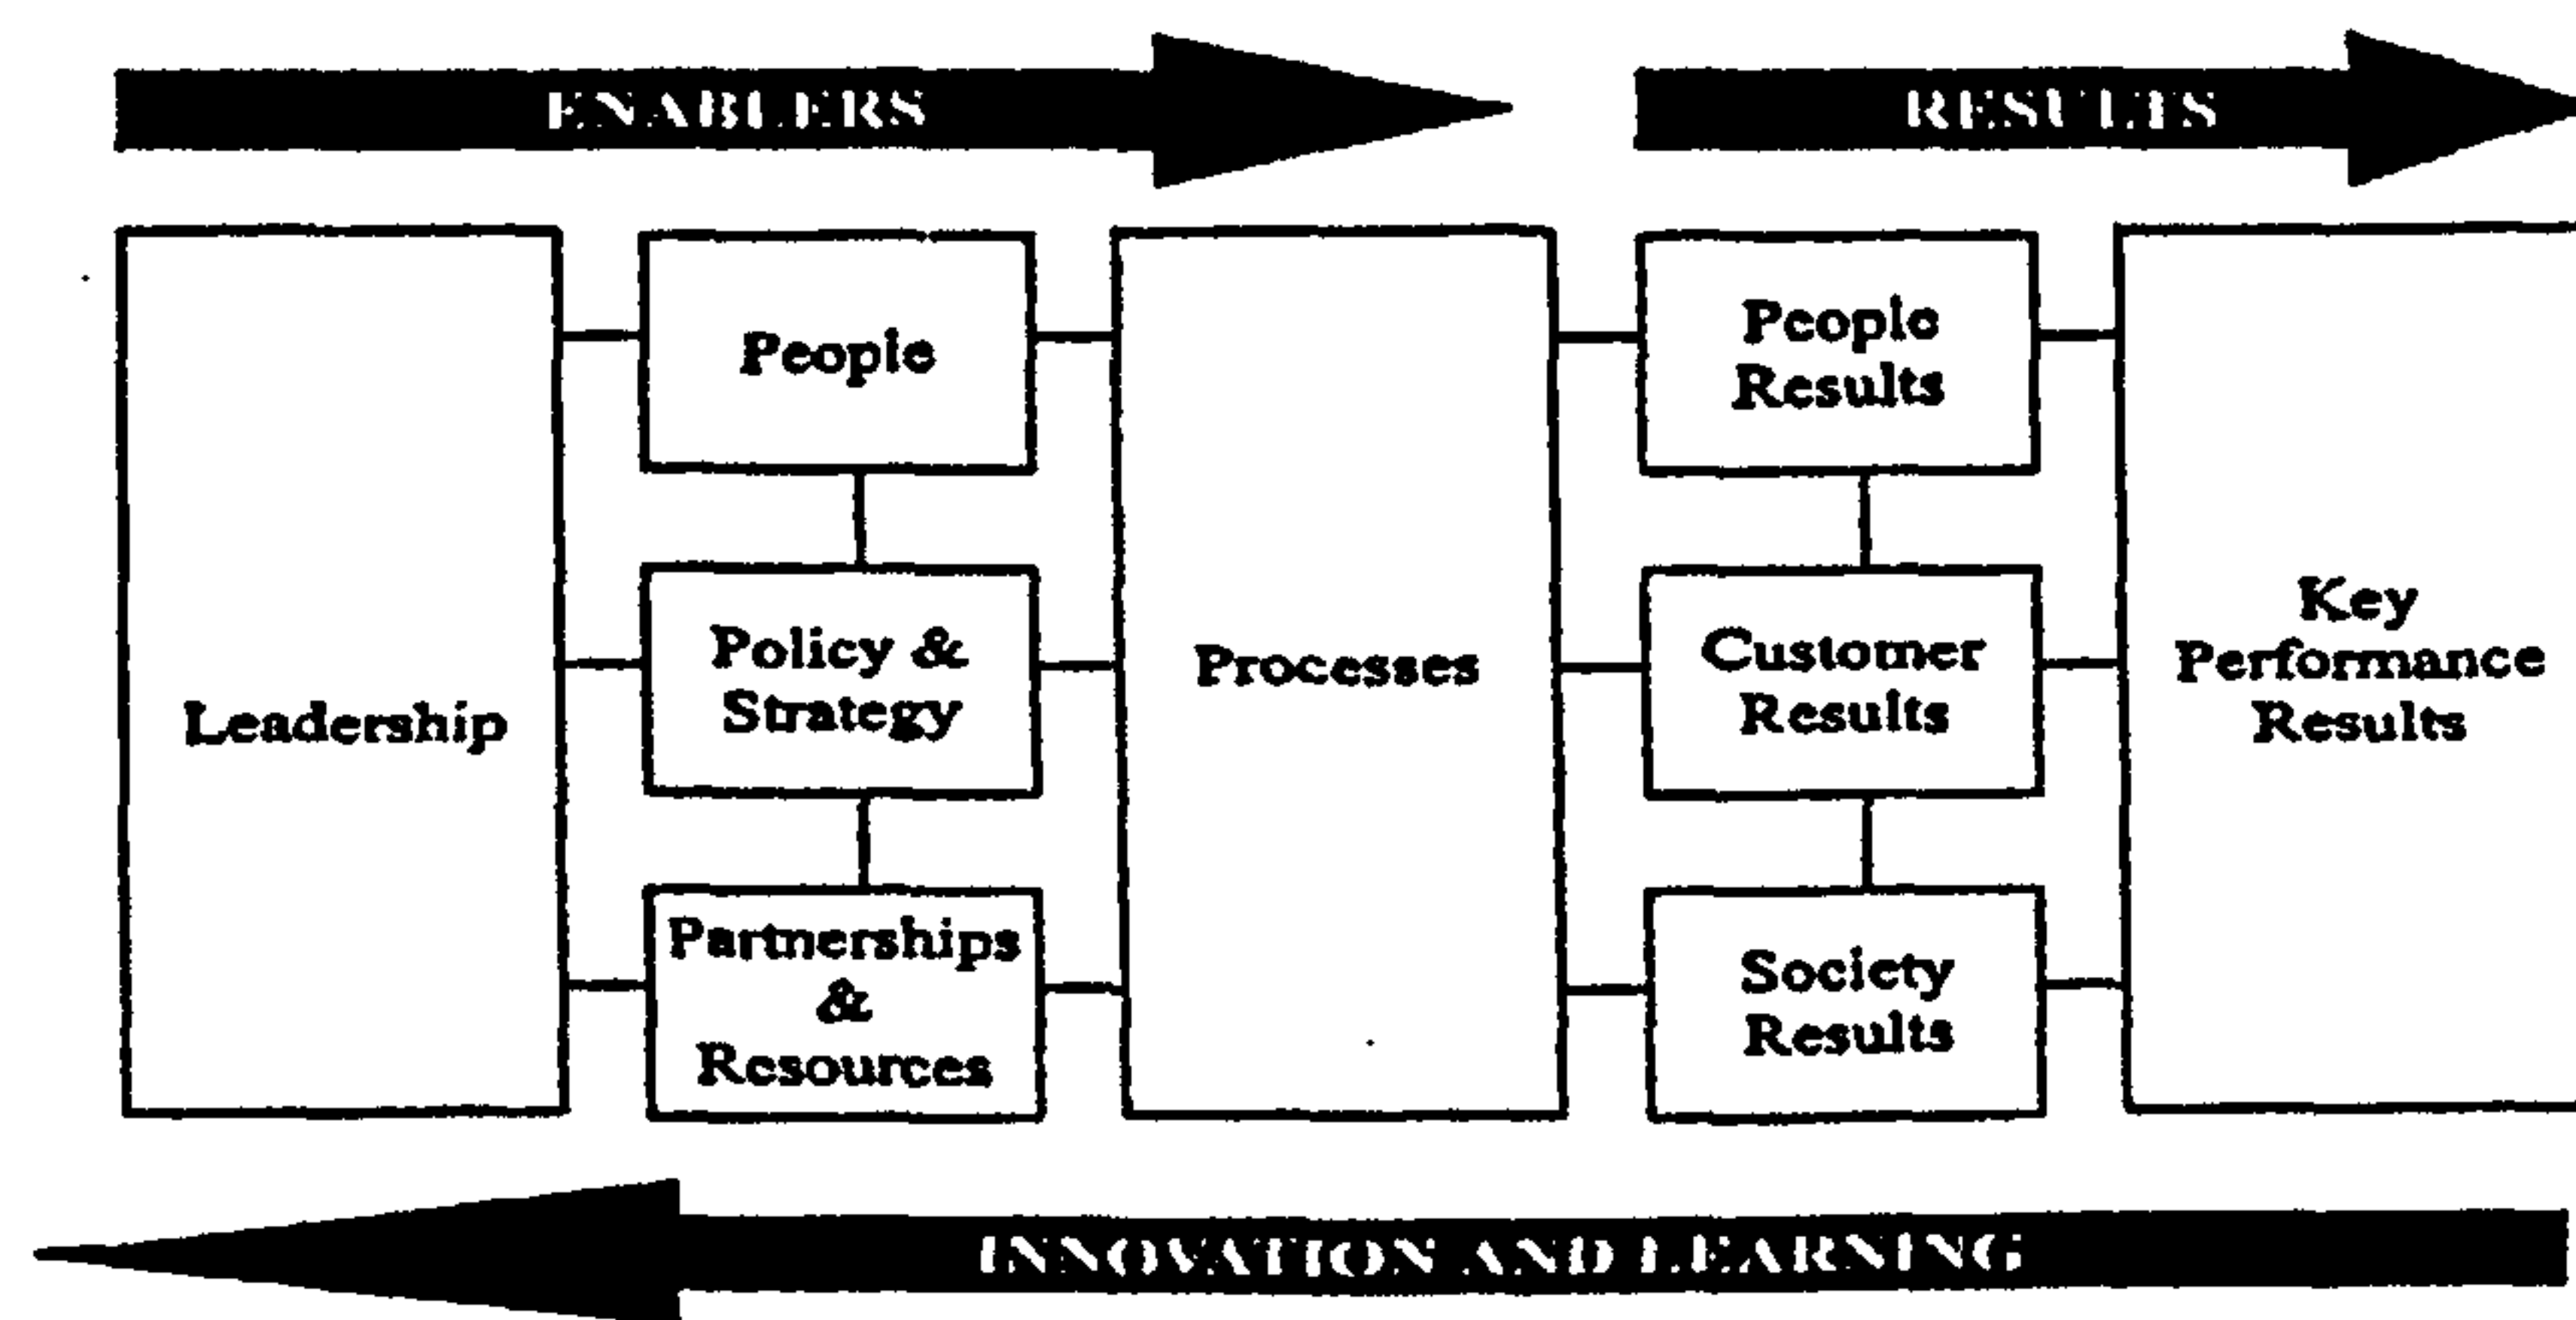 ENABLERS
RESULTS
Leadership
People
Policy &
Strategy
Partnerships
&
Resources
Processes
People
Results
Customer
Results
Society
Results
Key
Performance
Results
INNOVATION AND LEARNING